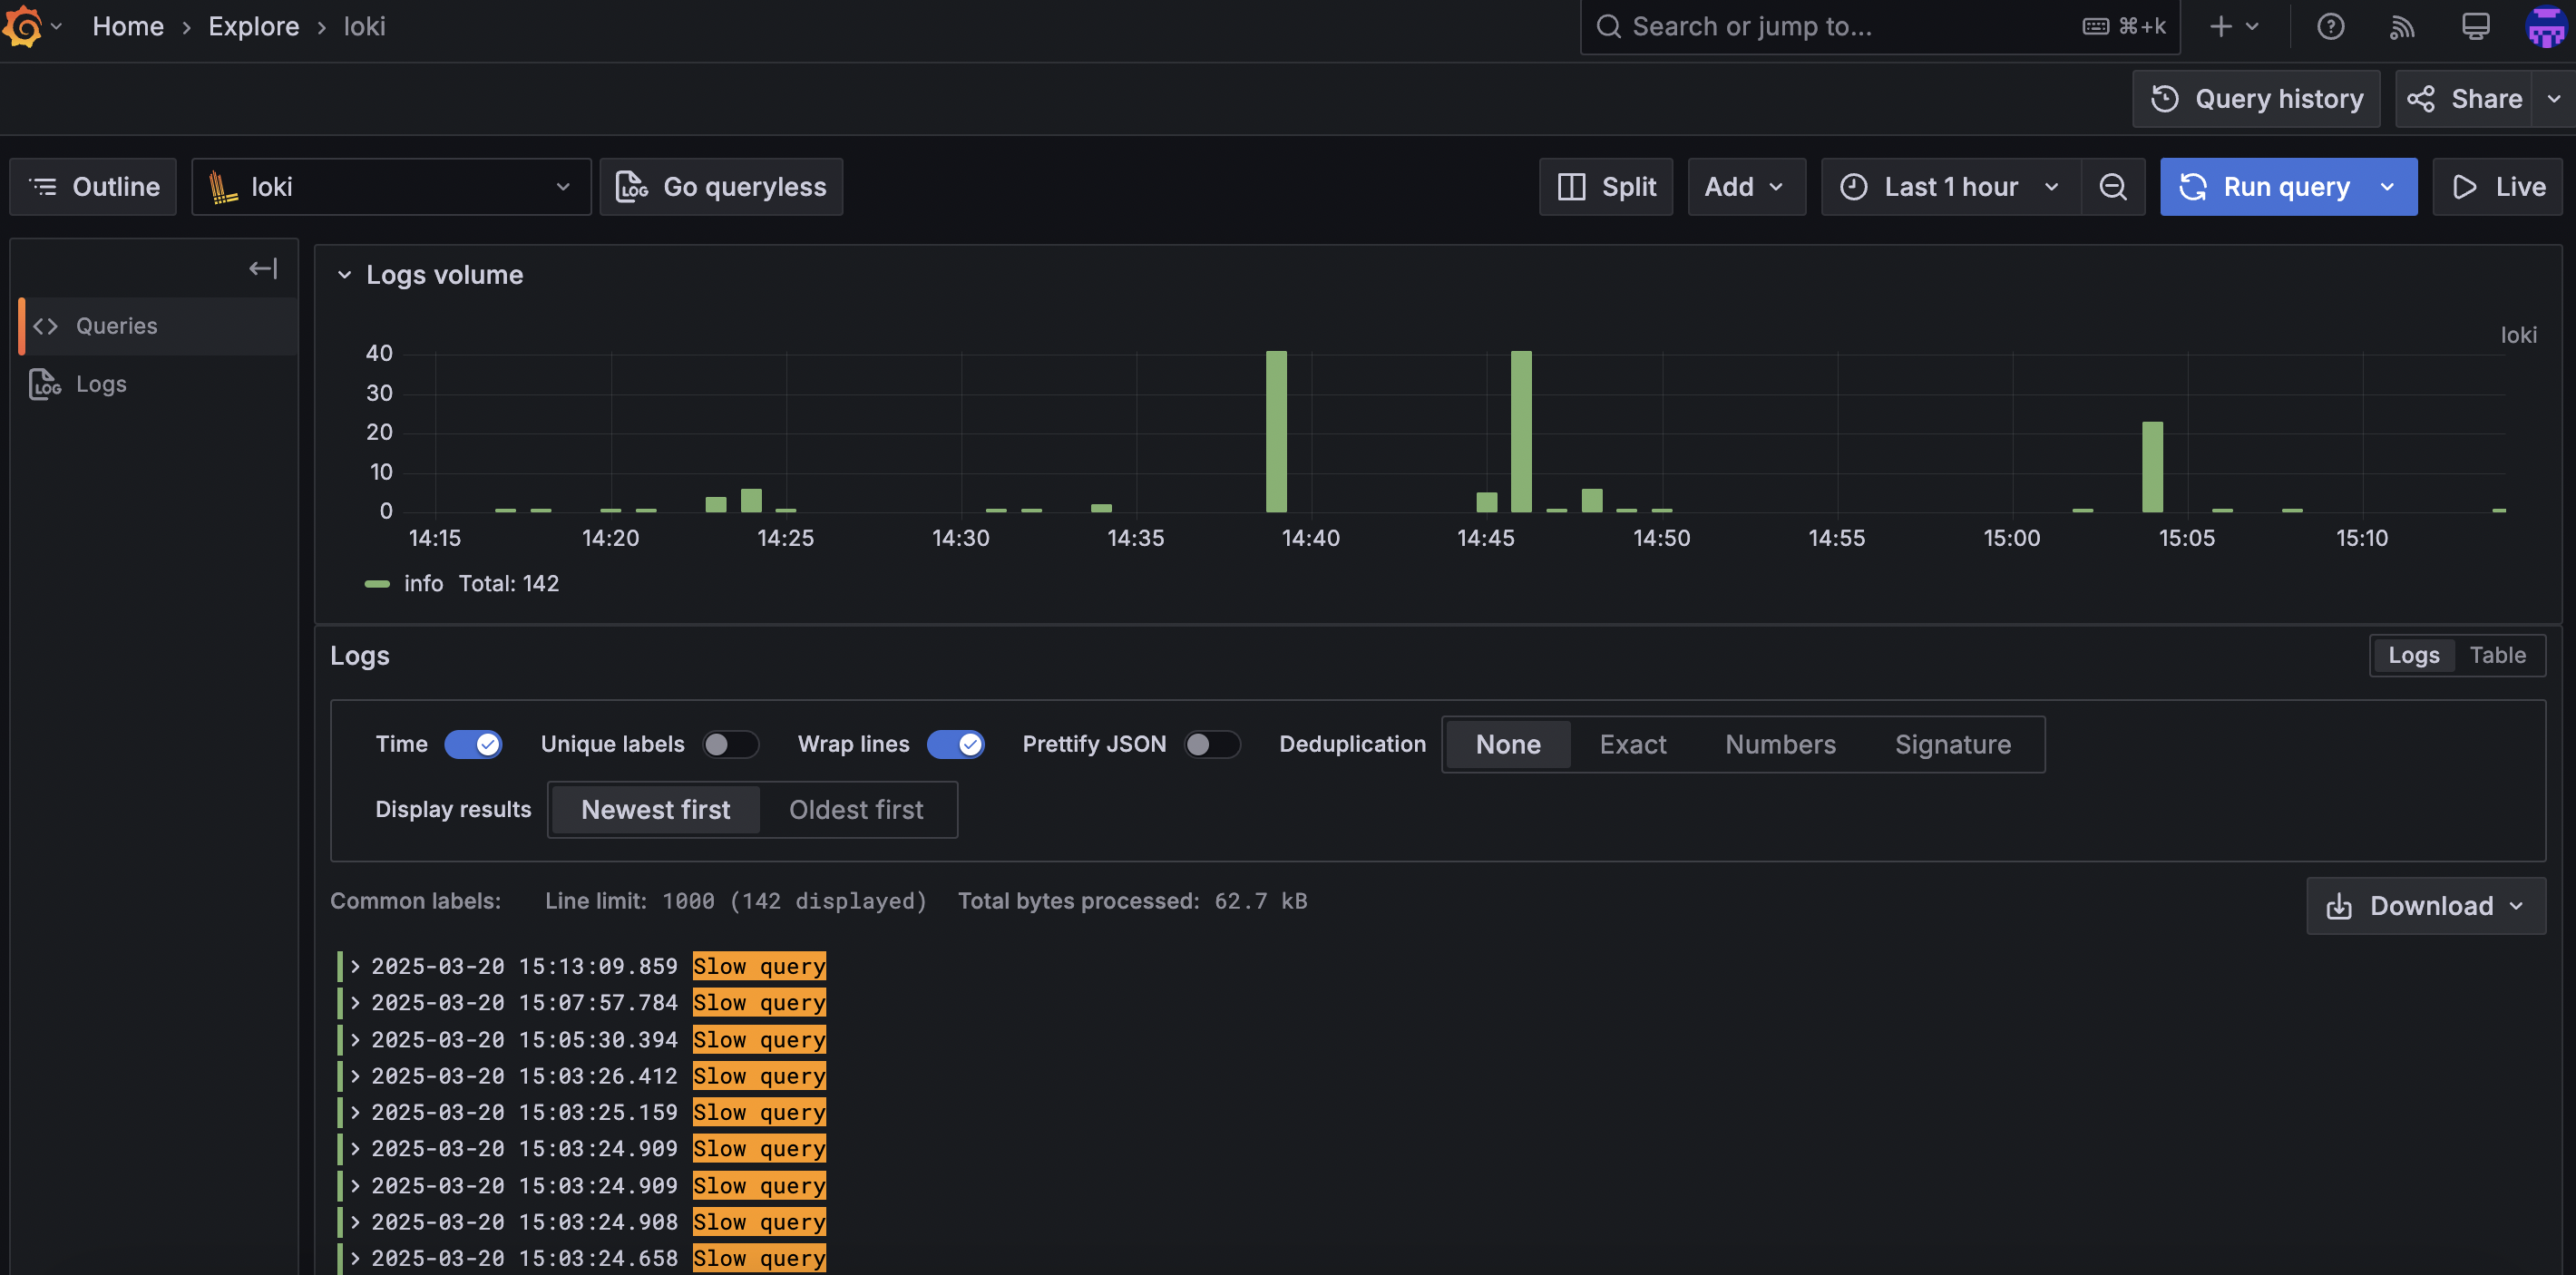 Home > Explore > loki
Search or jump to...
⌘+k
Query history
Share
Outline
loki
Go queryless
Split
Add
Last 1 hour
Run query
Live
Queries
Logs
Logs volume
loki
40
30
20
10
0
14:15 14:20 14:25 14:30 14:35 14:40 14:45 14:50 14:55 15:00 15:05 15:10
info Total: 142
Logs
Logs Table
Time Unique labels Wrap lines Prettify JSON Deduplication None Exact Numbers Signature
Display results Newest first Oldest first
Common labels: Line limit: 1000 (142 displayed) Total bytes processed: 62.7 kB
Download
> 2025-03-20 15:13:09.859 Slow query
> 2025-03-20 15:07:57.784 Slow query
> 2025-03-20 15:05:30.394 Slow query
> 2025-03-20 15:03:26.412 Slow query
> 2025-03-20 15:03:25.159 Slow query
> 2025-03-20 15:03:24.909 Slow query
> 2025-03-20 15:03:24.909 Slow query
> 2025-03-20 15:03:24.908 Slow query
> 2025-03-20 15:03:24.658 Slow query